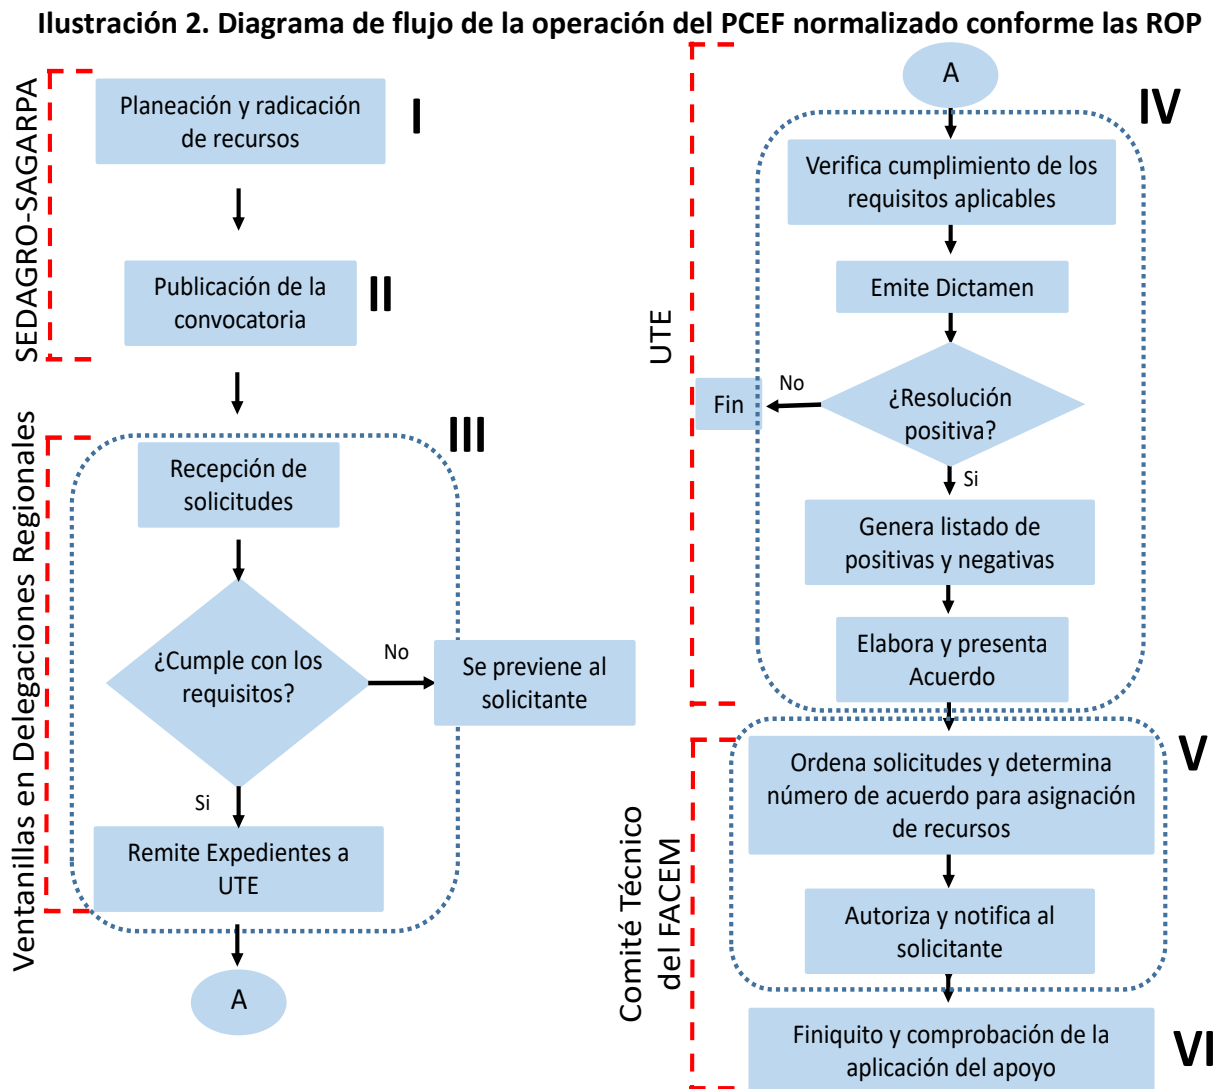 Ilustración 2. Diagrama de flujo de la operación del PCEF normalizado conforme las ROP
SEDAGRO-SAGARPA
Planeación y radicación
de recursos
I
Publicación de la
convocatoria
II
Ventanillas en Delegaciones Regionales
III
Recepción de
solicitudes
¿Cumple con los
requisitos?
No
Se previene al
solicitante
Si
Remite Expedientes a
UTE
A
A
IV
UTE
Verifica cumplimiento de los
requisitos aplicables
Emite Dictamen
¿Resolución
positiva?
No
Fin
Si
Genera listado de
positivas y negativas
Elabora y presenta
Acuerdo
Comité Técnico
del FACEM
V
Ordena solicitudes y determina
número de acuerdo para asignación
de recursos
Autoriza y notifica al
solicitante
Finiquito y comprobación de la
aplicación del apoyo
VI